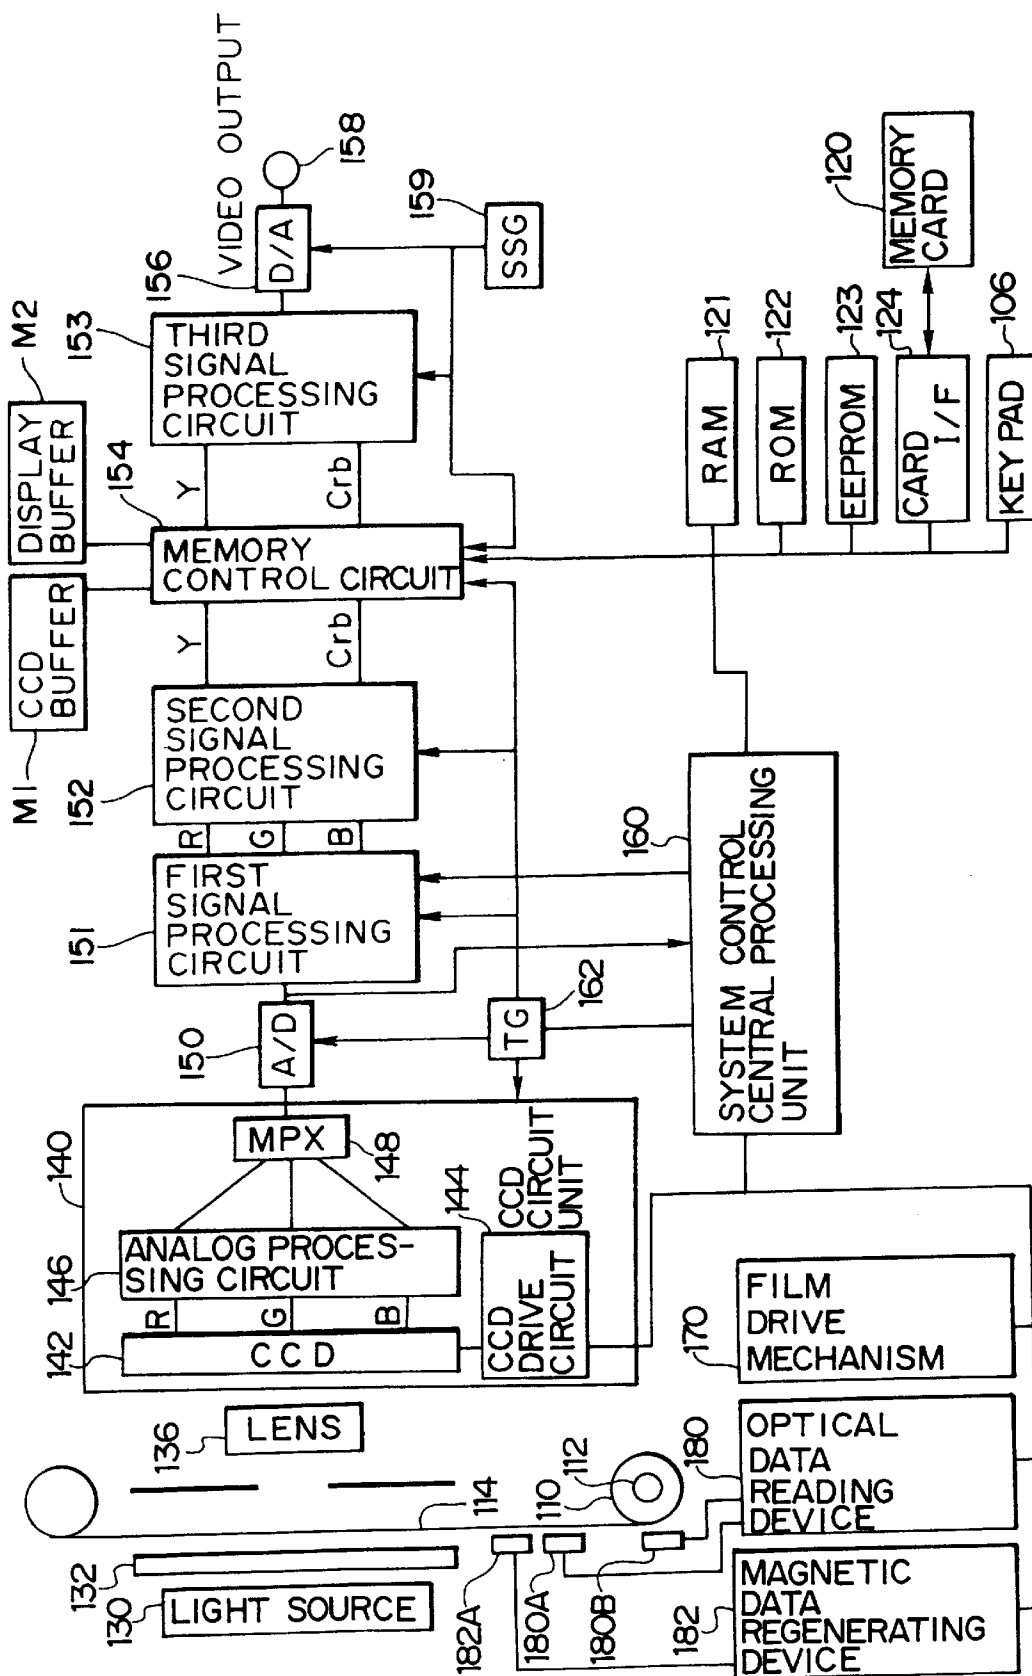 VIDEO OUTPUT
M1
CCD
BUFFER
DISPLAY
BUFFER
M2
130
LIGHT SOURCE
132
136
LENS
114
110
112
140
142
CCD
R
G
B
146
ANALOG PROCES-
SING CIRCUIT
MPX
148
144
CCD
DRIVE
CIRCUIT
CCD CIRCUIT
UNIT
150
A/D
151
FIRST
SIGNAL
PROCESSING
CIRCUIT
R
G
B
152
SECOND
SIGNAL
PROCESSING
CIRCUIT
Y
Crb
154
MEMORY
CONTROL CIRCUIT
Y
Crb
153
THIRD
SIGNAL
PROCESSING
CIRCUIT
156
D/A
158
159
SSG
TG
162
182A
180A
180B
182
MAGNETIC
DATA
REGENERATING
DEVICE
180
OPTICAL
DATA
READING
DEVICE
170
FILM
DRIVE
MECHANISM
160
SYSTEM CONTROL
CENTRAL PROCESSING
UNIT
RAM
121
ROM
122
EEPROM
123
CARD
I/F
124
KEY PAD
106
120
MEMORY
CARD